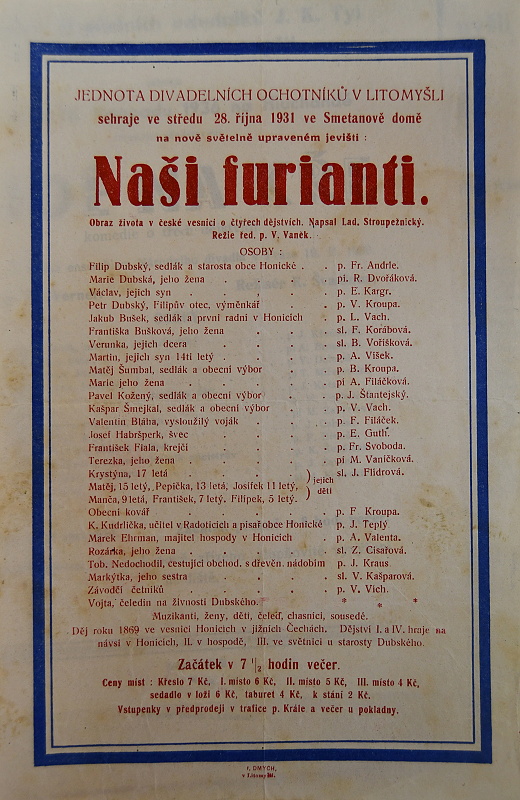 JEDNOTA DIVADELNÍCH OCHOTNÍKŮ V LITOMYŠLI
sehraje ve středu 28. října 1931 ve Smetanově domě
na nově světelně upraveném jevišti :
Naši furianti.
Obraz života v české vesnici o čtyřech dějstvích. Napsal Lad. Stroupežnický.
Režie řed. p. V. Vaněk.
OSOBY :
Filip Dubský, sedlák a starosta obce Honické . . p. Fr. Andrle.
Marie Dubská, jeho žena . . . . pí. R. Dvořáková.
Václav, jejich syn . . . . . p. E. Kargr.
Petr Dubský, Filipův otec, výměnkář . . . p. V. Kroupa.
Jakub Bušek, sedlák a první radní v Honicích . . p. L. Vach.
Františka Bušková, jeho žena . . . . sl. F. Korábová.
Verunka, jejich dcera . . . . sl. B. Voříšková.
Martin, jejich syn 14ti letý . . . . p. A. Víšek.
Matěj Šumbal, sedlák a obecní výbor . . p. B. Kroupa.
Marie jeho žena . . . . . pí A. Filáčková.
Pavel Kožený, sedlák a obecní výbor . . p. J. Štantejský.
Kašpar Šmejkal, sedlák a obecní výbor . . p. V. Vach.
Valentin Bláha, vysloužilý voják . . . p. F. Filáček.
Josef Habršperk, švec . . . . p. E. Guth.
František Fiala, krejčí . . . . p. Fr. Svoboda.
Terezka, jeho žena . . . . . pí M. Vaníčková.
Krystýna, 17 letá . . . . ) jejich sl. J. Flídrová.
Matěj, 15 letý, Pepička, 13 letá, Josífek 11 letý,
Manča, 9 letá, František, 7 letý. Filípek, 5 letý. ) děti
Obecní kovář . . . . . p. F Kroupa.
K. Kudrlička, učitel v Radoticích a písař obce Honické p. J. Teplý
Marek Ehrman, majitel hospody v Honicích . p. A. Valenta.
Rozárka, jeho žena . . . . . sl. Z. Císařová.
Tob. Nedochodil, cestující obchod. s dřevěn. nádobím p. J. Kraus
Markýtka, jeho sestra . . . . sl. V. Kašparová.
Závodčí četníků . . . . . p. V. Vích.
Vojta, čeledín na živnosti Dubského. * * *
Muzikanti, ženy, děti, čeleď, chasníci, sousedé.
Děj roku 1869 ve vesnici Honicích v jižních Čechách. Dějství I. a IV. hraje na
návsi v Honicích, II. v hospodě, III. ve světnici u starosty Dubského.
Začátek v 7 1/2 hodin večer.
Ceny míst : Křeslo 7 Kč, I. místo 6 Kč, II. místo 5 Kč, III. místo 4 Kč,
sedadlo v loži 6 Kč, taburet 4 Kč, k stání 2 Kč.
Vstupenky v předprodeji v trafice p. Krále a večer u pokladny.
F. DMYCH,
v Litomyšli.